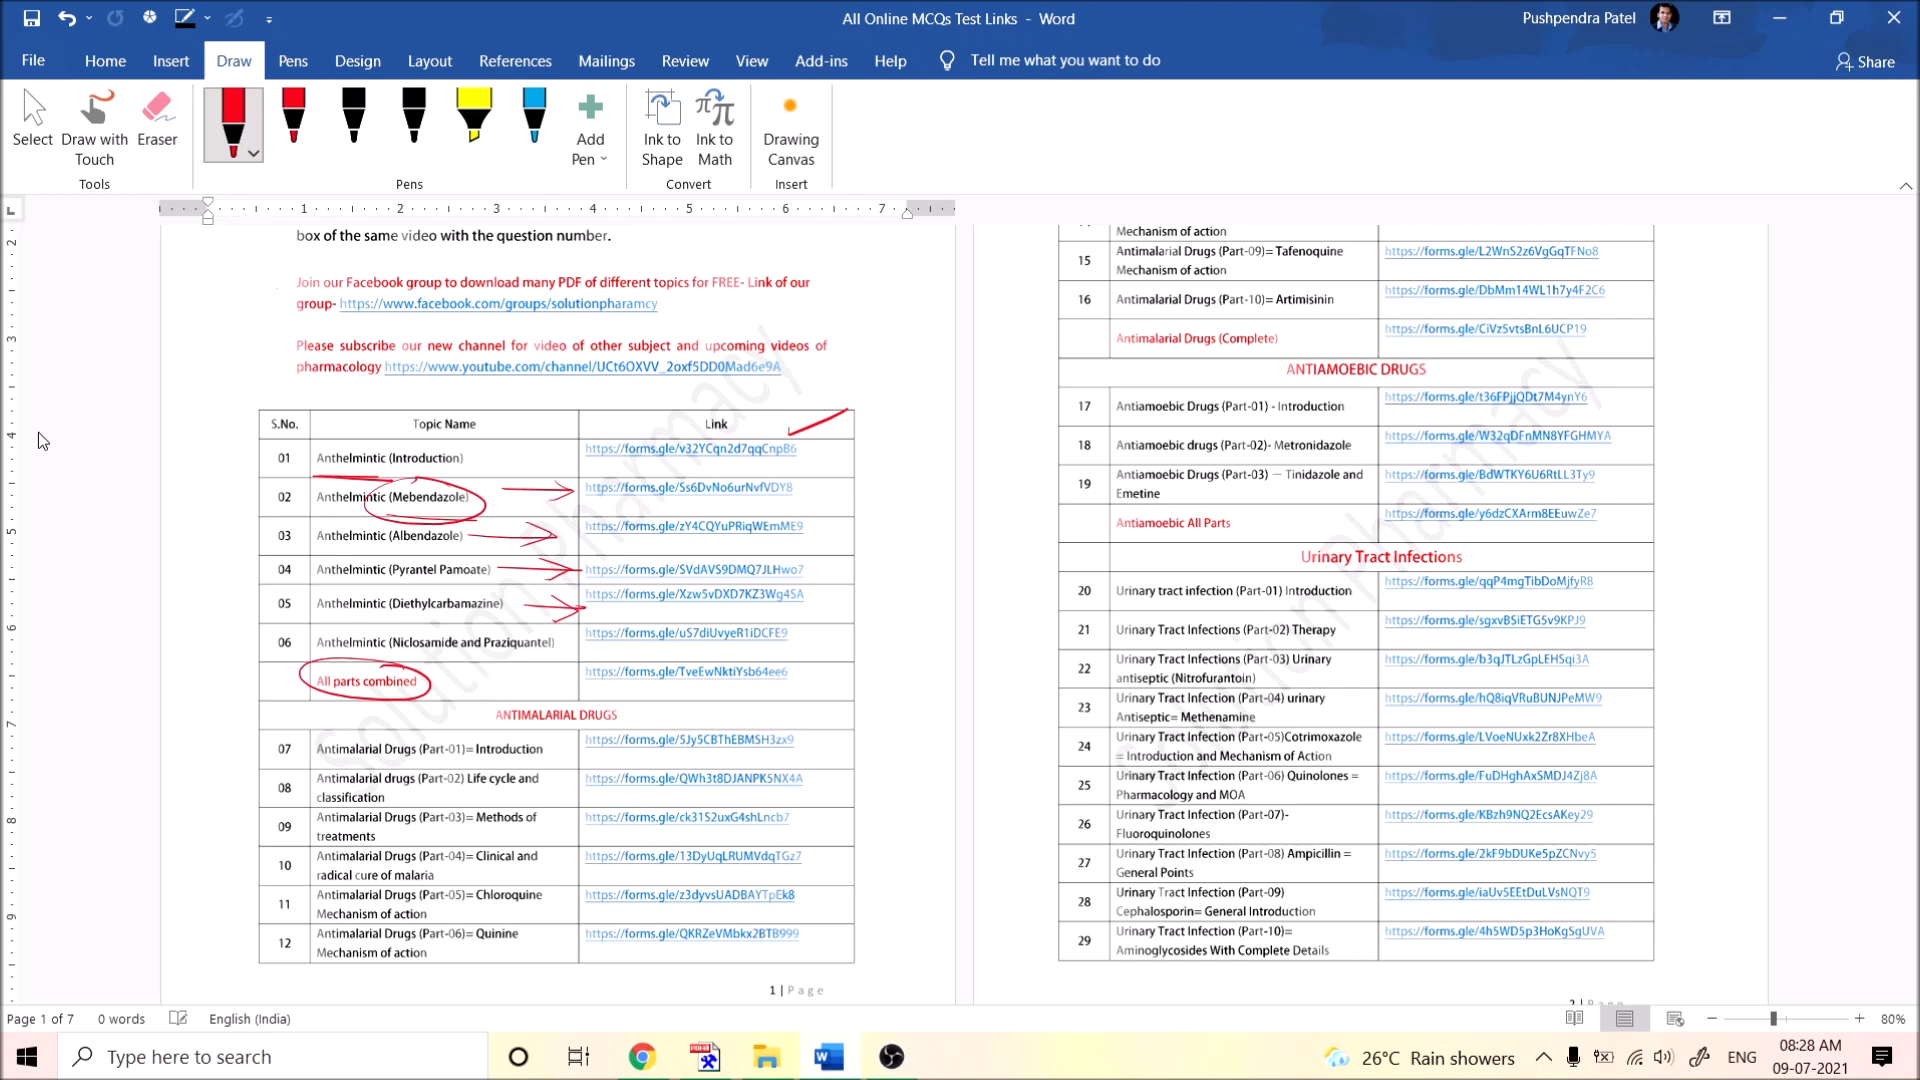 All Online MCQs Test Links - Word
Pushpendra Patel
File Home Insert Draw Pens Design Layout References Mailings Review View Add-ins Help Tell me what you want to do Share
Select
Draw with
Touch
Eraser
Add
Pen
Ink to
Shape
Ink to
Math
Drawing
Canvas
Tools Pens Convert Insert
1 2 3 4 5 6 7
box of the same video with the question number.
Join our Facebook group to download many PDF of different topics for FREE- Link of our
group- https://www.facebook.com/groups/solutionpharamcy
Please subscribe our new channel for video of other subject and upcoming videos of
pharmacology https://www.youtube.com/channel/UCt6OXVV_2oxf5DD0Mad6e9A
S.No. Topic Name Link
01 Anthelmintic (Introduction) https://forms.gle/v32YCqn2d7qqCnpB6
02 Anthelmintic (Mebendazole) https://forms.gle/Ss6DvNo6urNvfVDY8
03 Anthelmintic (Albendazole) https://forms.gle/zY4CQYuPRiqWEmME9
04 Anthelmintic (Pyrantel Pamoate) https://forms.gle/SVdAVS9DMQ7JLHwo7
05 Anthelmintic (Diethylcarbamazine) https://forms.gle/Xzw5vDXD7KZ3Wg4SA
06 Anthelmintic (Niclosamide and Praziquantel) https://forms.gle/uS7diUvyeR1iDCFE9
All parts combined https://forms.gle/TveEwNktiYsb64ee6
ANTIMALARIAL DRUGS
07 Antimalarial Drugs (Part-01)= Introduction https://forms.gle/5Jy5CBThEBMSH3zx9
08 Antimalarial drugs (Part-02) Life cycle and
classification https://forms.gle/QWh3t8DJANPK5NX4A
09 Antimalarial Drugs (Part-03)= Methods of
treatments https://forms.gle/ck31S2uxG4shLncb7
10 Antimalarial Drugs (Part-04)= Clinical and
radical cure of malaria https://forms.gle/13DyUqLRUMVdqTGz7
11 Antimalarial Drugs (Part-05)= Chloroquine
Mechanism of action https://forms.gle/z3dyvsUADBAYTpEk8
12 Antimalarial Drugs (Part-06)= Quinine
Mechanism of action https://forms.gle/QKRZeVMbkx2BTB999
1 | Page
Solution Pharmacy
Mechanism of action
15 Antimalarial Drugs (Part-09)= Tafenoquine
Mechanism of action https://forms.gle/L2WnS2z6VgGqTFNo8
16 Antimalarial Drugs (Part-10)= Artimisinin https://forms.gle/DbMm14WL1h7y4F2C6
Antimalarial Drugs (Complete) https://forms.gle/CiVz5vtsBnL6UCP19
ANTIAMOEBIC DRUGS
17 Antiamoebic Drugs (Part-01) - Introduction https://forms.gle/t36FPjjQDt7M4ynY6
18 Antiamoebic drugs (Part-02)- Metronidazole https://forms.gle/W32qDFnMN8YFGHMYA
19 Antiamoebic Drugs (Part-03) — Tinidazole and
Emetine https://forms.gle/BdWTKY6U6RtLL3Ty9
Antiamoebic All Parts https://forms.gle/y6dzCXArm8EEuwZe7
Urinary Tract Infections
20 Urinary tract infection (Part-01) Introduction https://forms.gle/qqP4mgTibDoMjfyR8
21 Urinary Tract Infections (Part-02) Therapy https://forms.gle/sgxvBSiETG5v9KPJ9
22 Urinary Tract Infections (Part-03) Urinary
antiseptic (Nitrofurantoin) https://forms.gle/b3qJTLzGpLEHSqi3A
23 Urinary Tract Infection (Part-04) urinary
Antiseptic= Methenamine https://forms.gle/hQ8iqVRuBUNJPeMW9
24 Urinary Tract Infection (Part-05)Cotrimoxazole
= Introduction and Mechanism of Action https://forms.gle/LVoeNUxk2Zr8XHbeA
25 Urinary Tract Infection (Part-06) Quinolones =
Pharmacology and MOA https://forms.gle/FuDHghAxSMDJ4Zj8A
26 Urinary Tract Infection (Part-07)-
Fluoroquinolones https://forms.gle/KBzh9NQ2EcsAKey29
27 Urinary Tract Infection (Part-08) Ampicillin =
General Points https://forms.gle/2kF9bDUKe5pZCNvy5
28 Urinary Tract Infection (Part-09)
Cephalosporin= General Introduction https://forms.gle/iaUv5EEtDuLVsNQT9
29 Urinary Tract Infection (Part-10)=
Aminoglycosides With Complete Details https://forms.gle/4h5WD5p3HoKgSgUVA
Solution Pharmacy
Page 1 of 7 0 words English (India) 80%
Type here to search
26°C Rain showers ENG
08:28 AM
09-07-2021